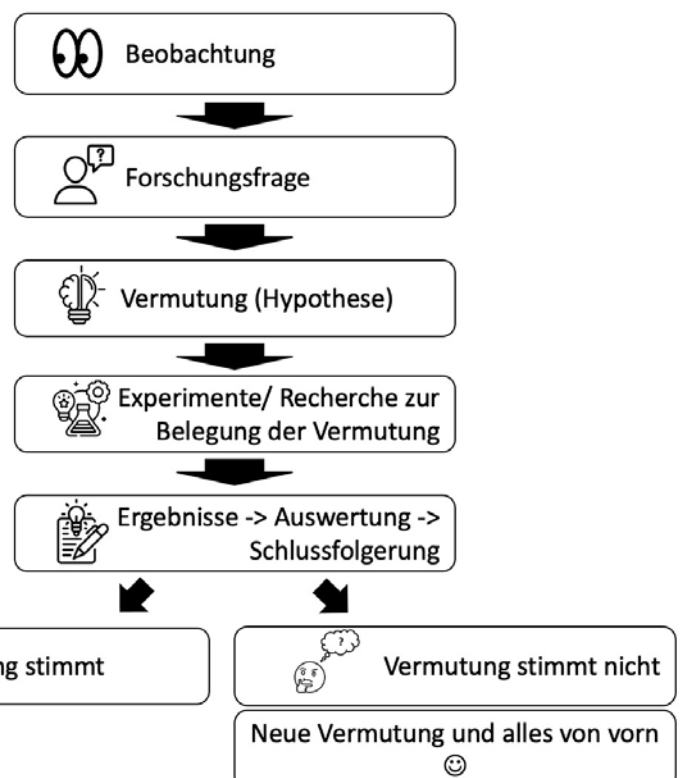 Beobachtung
?
Forschungsfrage
Vermutung (Hypothese)
Experimente/ Recherche zur
Belegung der Vermutung
Ergebnisse -> Auswertung ->
Schlussfolgerung
ng stimmt
?
Vermutung stimmt nicht
Neue Vermutung und alles von vorn
☺